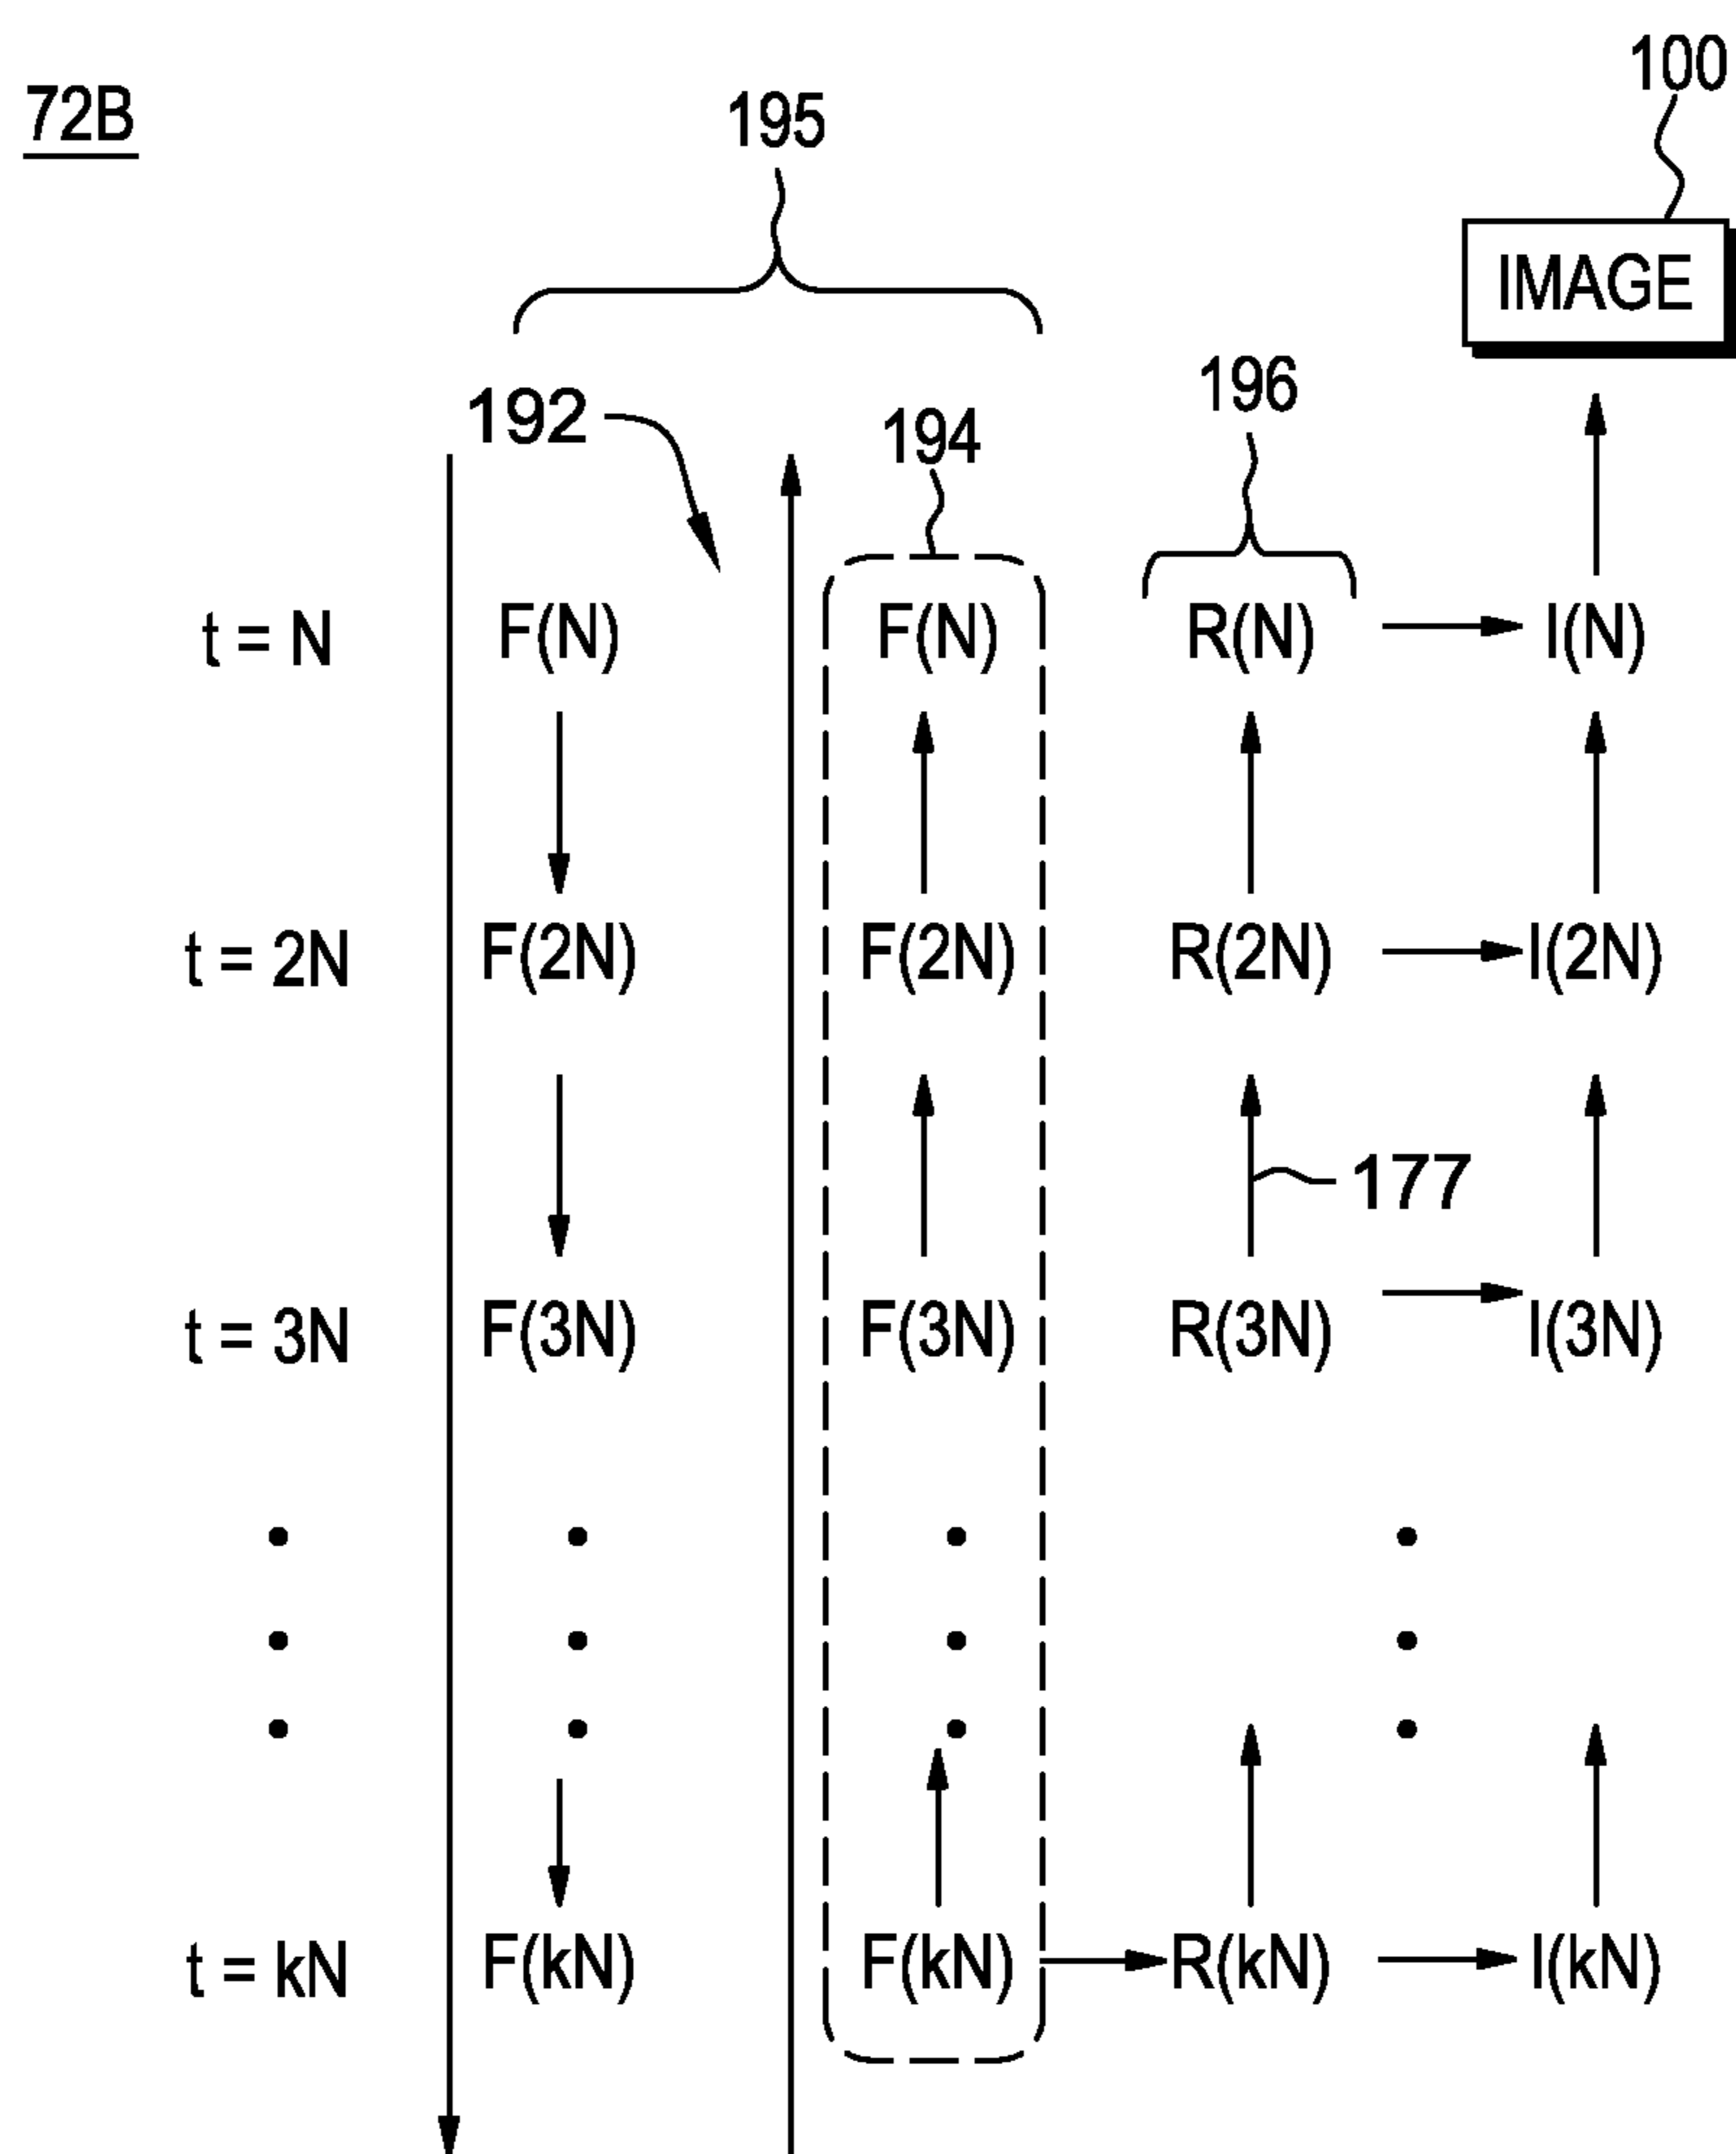 100
72B
195
IMAGE
196
192
194
t = N F(N) F(N) R(N) I(N)
t = 2N F(2N) F(2N) R(2N) I(2N)
177
t = 3N F(3N) F(3N) R(3N) I(3N)
t = kN F(kN) F(kN) R(kN) I(kN)